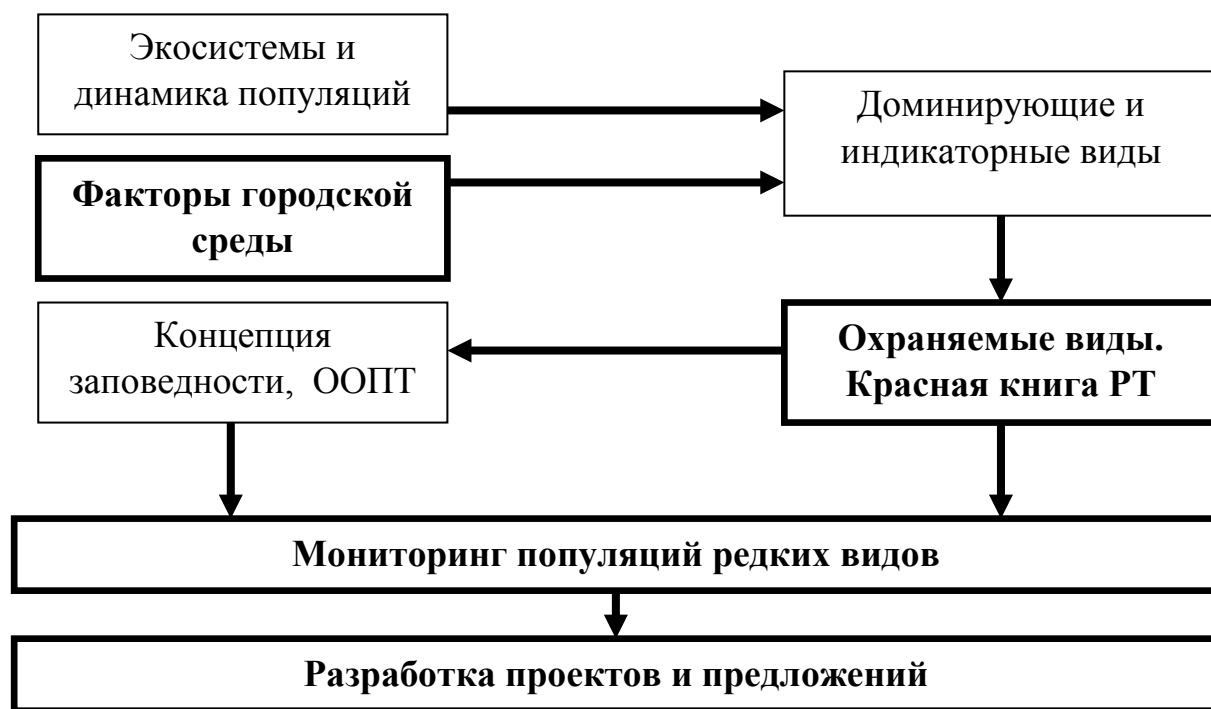 Экосистемы и
динамика популяций
Доминирующие и
индикаторные виды
Факторы городской
среды
Концепция
заповедности, ООПТ
Охраняемые виды.
Красная книга РТ
Мониторинг популяций редких видов
Разработка проектов и предложений